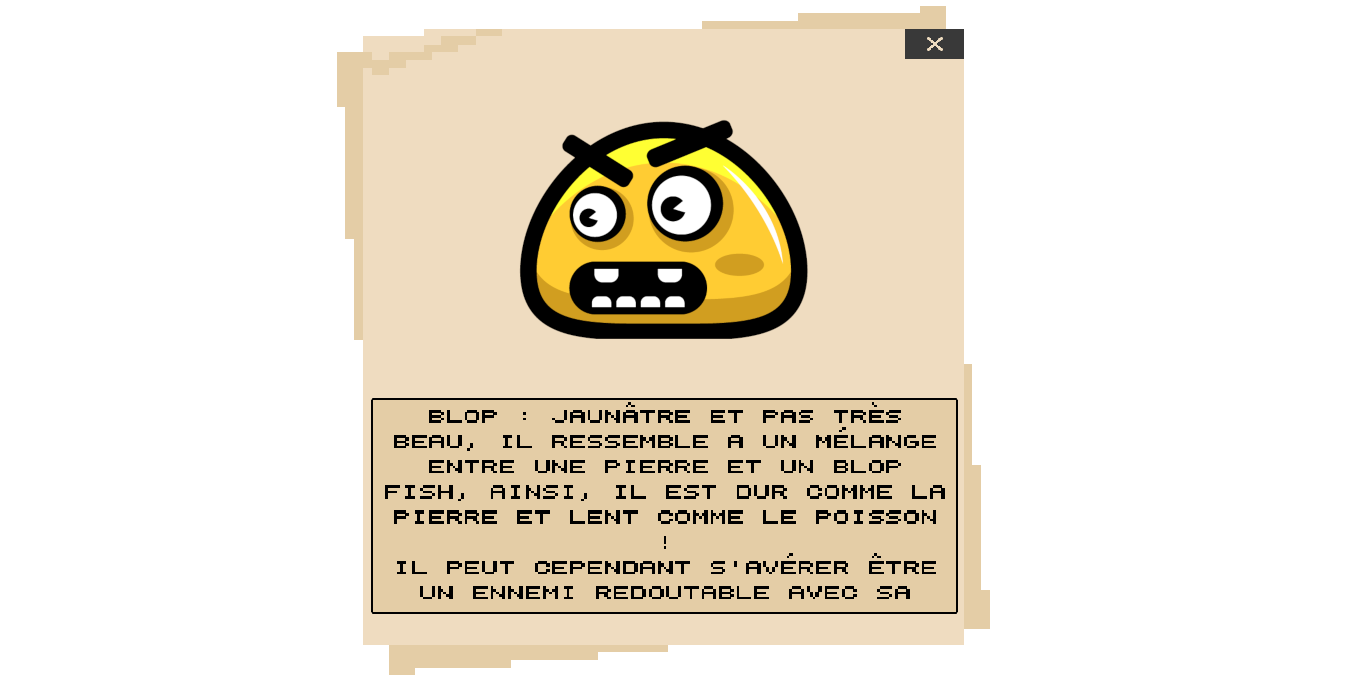 BLOP : JAUNÂTRE ET PAS TRÈS
BEAU, IL RESSEMBLE A UN MÉLANGE
ENTRE UNE PIERRE ET UN BLOP
FISH, AINSI, IL EST DUR COMME LA
PIERRE ET LENT COMME LE POISSON
!
IL PEUT CEPENDANT S'AVÉRER ÊTRE
UN ENNEMI REDOUTABLE AVEC SA